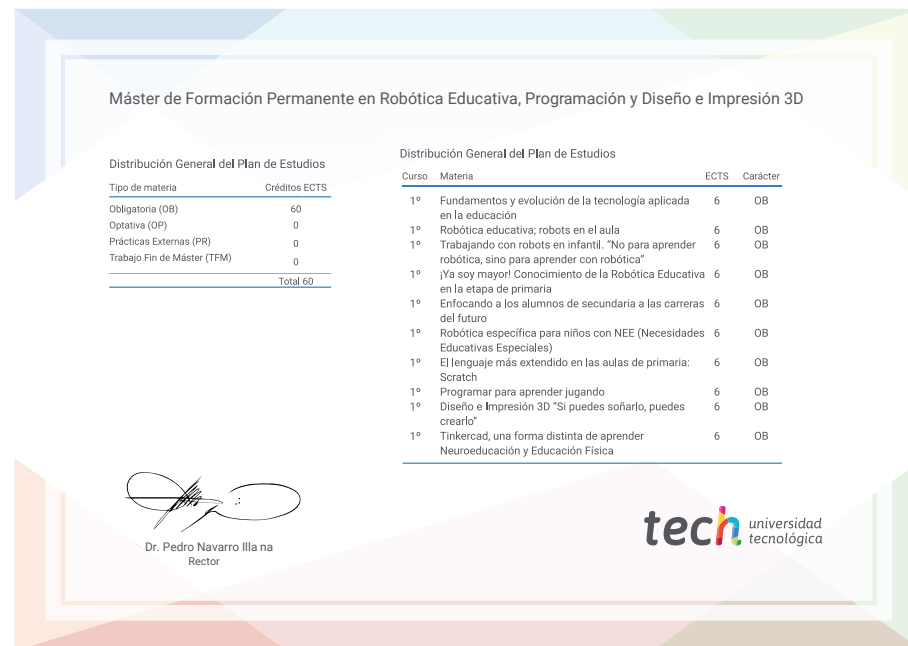 Máster de Formación Permanente en Robótica Educativa, Programación y Diseño e Impresión 3D
Distribución General del Plan de Estudios
Tipo de materia Créditos ECTS
Obligatoria (OB) 60
Optativa (OP) 0
Prácticas Externas (PR) 0
Trabajo Fin de Máster (TFM) 0
Total 60
Distribución General del Plan de Estudios
Curso Materia ECTS Carácter
1º Fundamentos y evolución de la tecnología aplicada 6 OB
en la educación
1º Robótica educativa; robots en el aula 6 OB
1º Trabajando con robots en infantil. “No para aprender 6 OB
robótica, sino para aprender con robótica”
1º ¡Ya soy mayor! Conocimiento de la Robótica Educativa 6 OB
en la etapa de primaria
1º Enfocando a los alumnos de secundaria a las carreras 6 OB
del futuro
1º Robótica específica para niños con NEE (Necesidades 6 OB
Educativas Especiales)
1º El lenguaje más extendido en las aulas de primaria: 6 OB
Scratch
1º Programar para aprender jugando 6 OB
1º Diseño e Impresión 3D “Si puedes soñarlo, puedes 6 OB
crearlo”
1º Tinkercad, una forma distinta de aprender 6 OB
Neuroeducación y Educación Física
Dr. Pedro Navarro Illa na
Rector
tech universidad
tecnológica